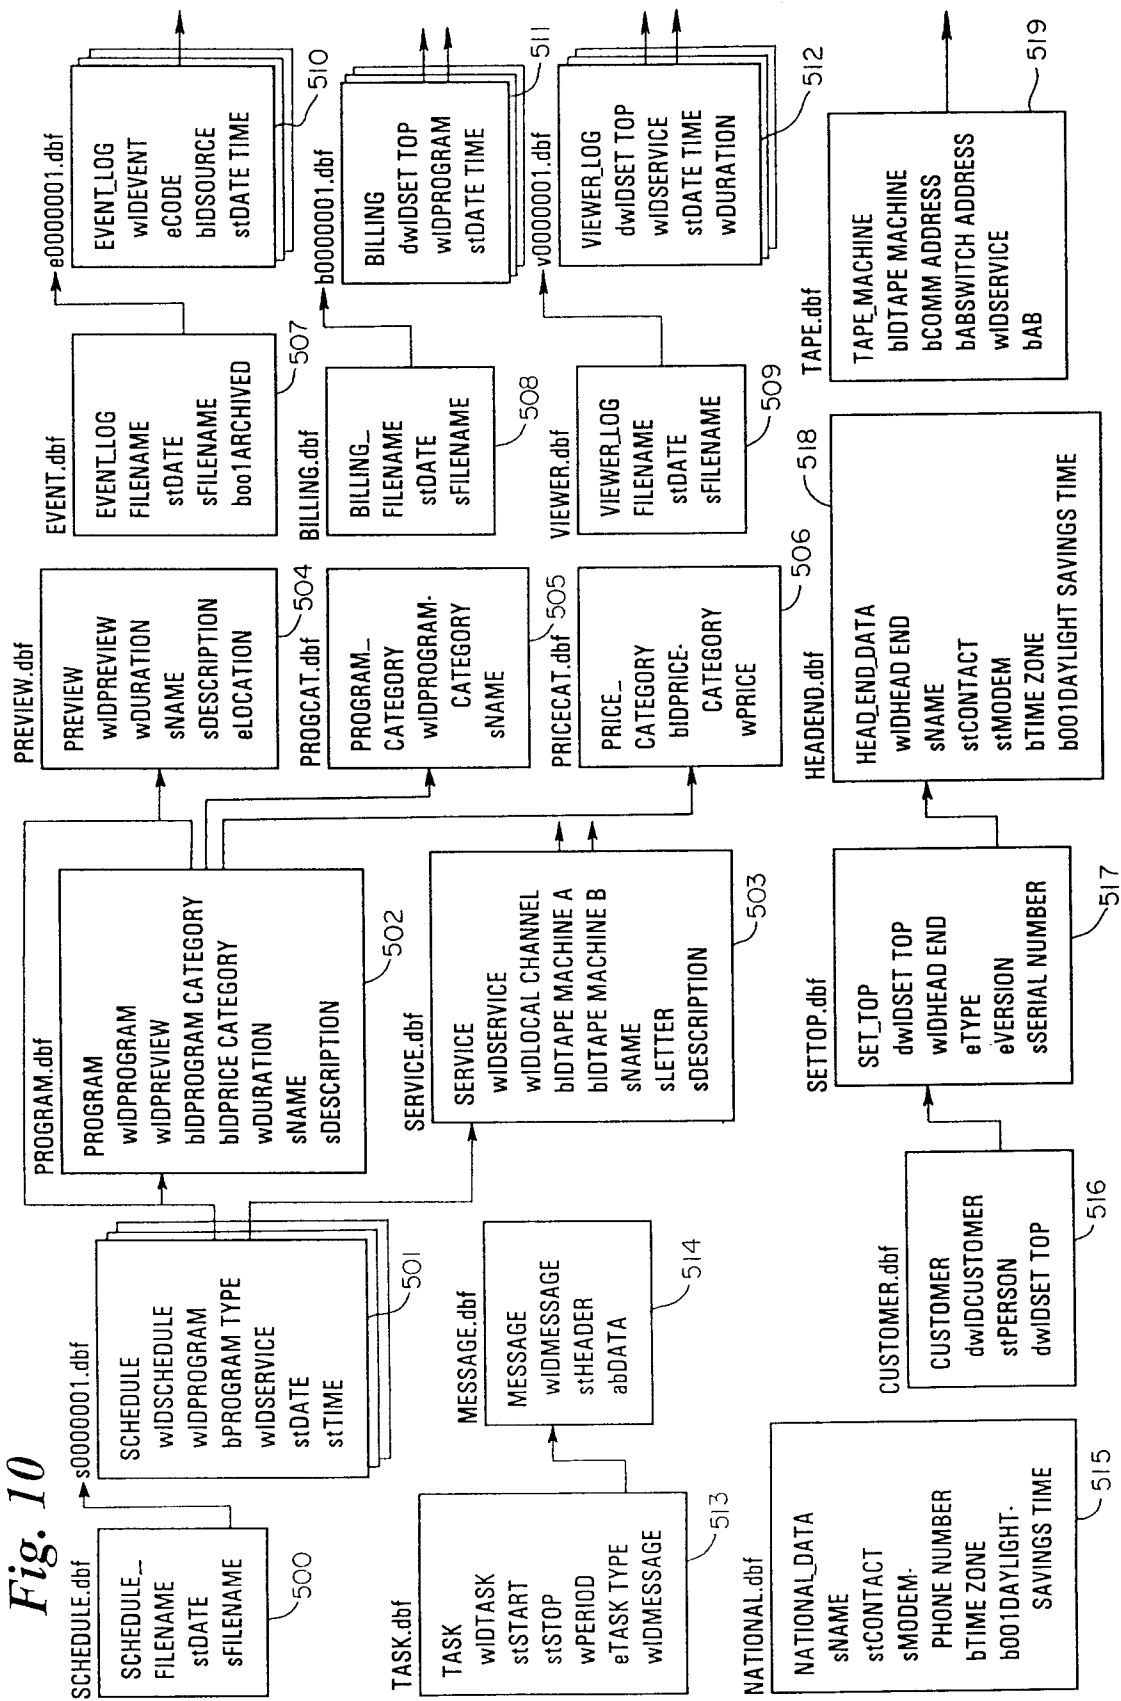 Fig. 10
SCHEDULE.dbf
SCHEDULE_
FILENAME
stDATE
sFILENAME
500
s0000001.dbf
SCHEDULE
wIDSCHEDULE
wIDPROGRAM
bPROGRAM TYPE
wIDSERVICE
stDATE
stTIME
501
PROGRAM.dbf
PROGRAM
wIDPROGRAM
wIDPREVIEW
bIDPROGRAM CATEGORY
bIDPRICE CATEGORY
wDURATION
sNAME
sDESCRIPTION
502
SERVICE.dbf
SERVICE
wIDSERVICE
wIDLOCAL CHANNEL
bIDTAPE MACHINE A
bIDTAPE MACHINE B
sNAME
sLETTER
sDESCRIPTION
503
PREVIEW.dbf
PREVIEW
wIDPREVIEW
wDURATION
sNAME
sDESCRIPTION
eLOCATION
504
PROGCAT.dbf
PROGRAM_
CATEGORY
wIDPROGRAM-
CATEGORY
sNAME
505
PRICECAT.dbf
PRICE_
CATEGORY
bIDPRICE-
CATEGORY
wPRICE
506
EVENT.dbf
EVENT_LOG
FILENAME
stDATE
sFILENAME
boo1ARCHIVED
507
BILLING.dbf
BILLING_
FILENAME
stDATE
sFILENAME
508
VIEWER.dbf
VIEWER_LOG
FILENAME
stDATE
sFILENAME
509
e0000001.dbf
EVENT_LOG
wIDEVENT
eCODE
bIDSOURCE
stDATE TIME
510
b0000001.dbf
BILLING
dwIDSET TOP
wIDPROGRAM
stDATE TIME
511
v0000001.dbf
VIEWER_LOG
dwIDSET TOP
wIDSERVICE
stDATE TIME
wDURATION
512
TASK.dbf
TASK
wIDTASK
stSTART
stSTOP
wPERIOD
eTASK TYPE
wIDMESSAGE
513
MESSAGE.dbf
MESSAGE
wIDMESSAGE
stHEADER
abDATA
514
NATIONAL.dbf
NATIONAL_DATA
sNAME
stCONTACT
sMODEM-
PHONE NUMBER
bTIME ZONE
b001DAYLIGHT-
SAVINGS TIME
515
CUSTOMER.dbf
CUSTOMER
dwIDCUSTOMER
stPERSON
dwIDSET TOP
516
SETTOP.dbf
SET_TOP
dwIDSET TOP
wIDHEAD END
eTYPE
eVERSION
sSERIAL NUMBER
517
HEADEND.dbf
HEAD_END_DATA
wIDHEAD END
sNAME
stCONTACT
stMODEM
bTIME ZONE
b001DAYLIGHT SAVINGS TIME
518
TAPE.dbf
TAPE_MACHINE
bIDTAPE MACHINE
bCOMM ADDRESS
bABSWITCH ADDRESS
wIDSERVICE
bAB
519